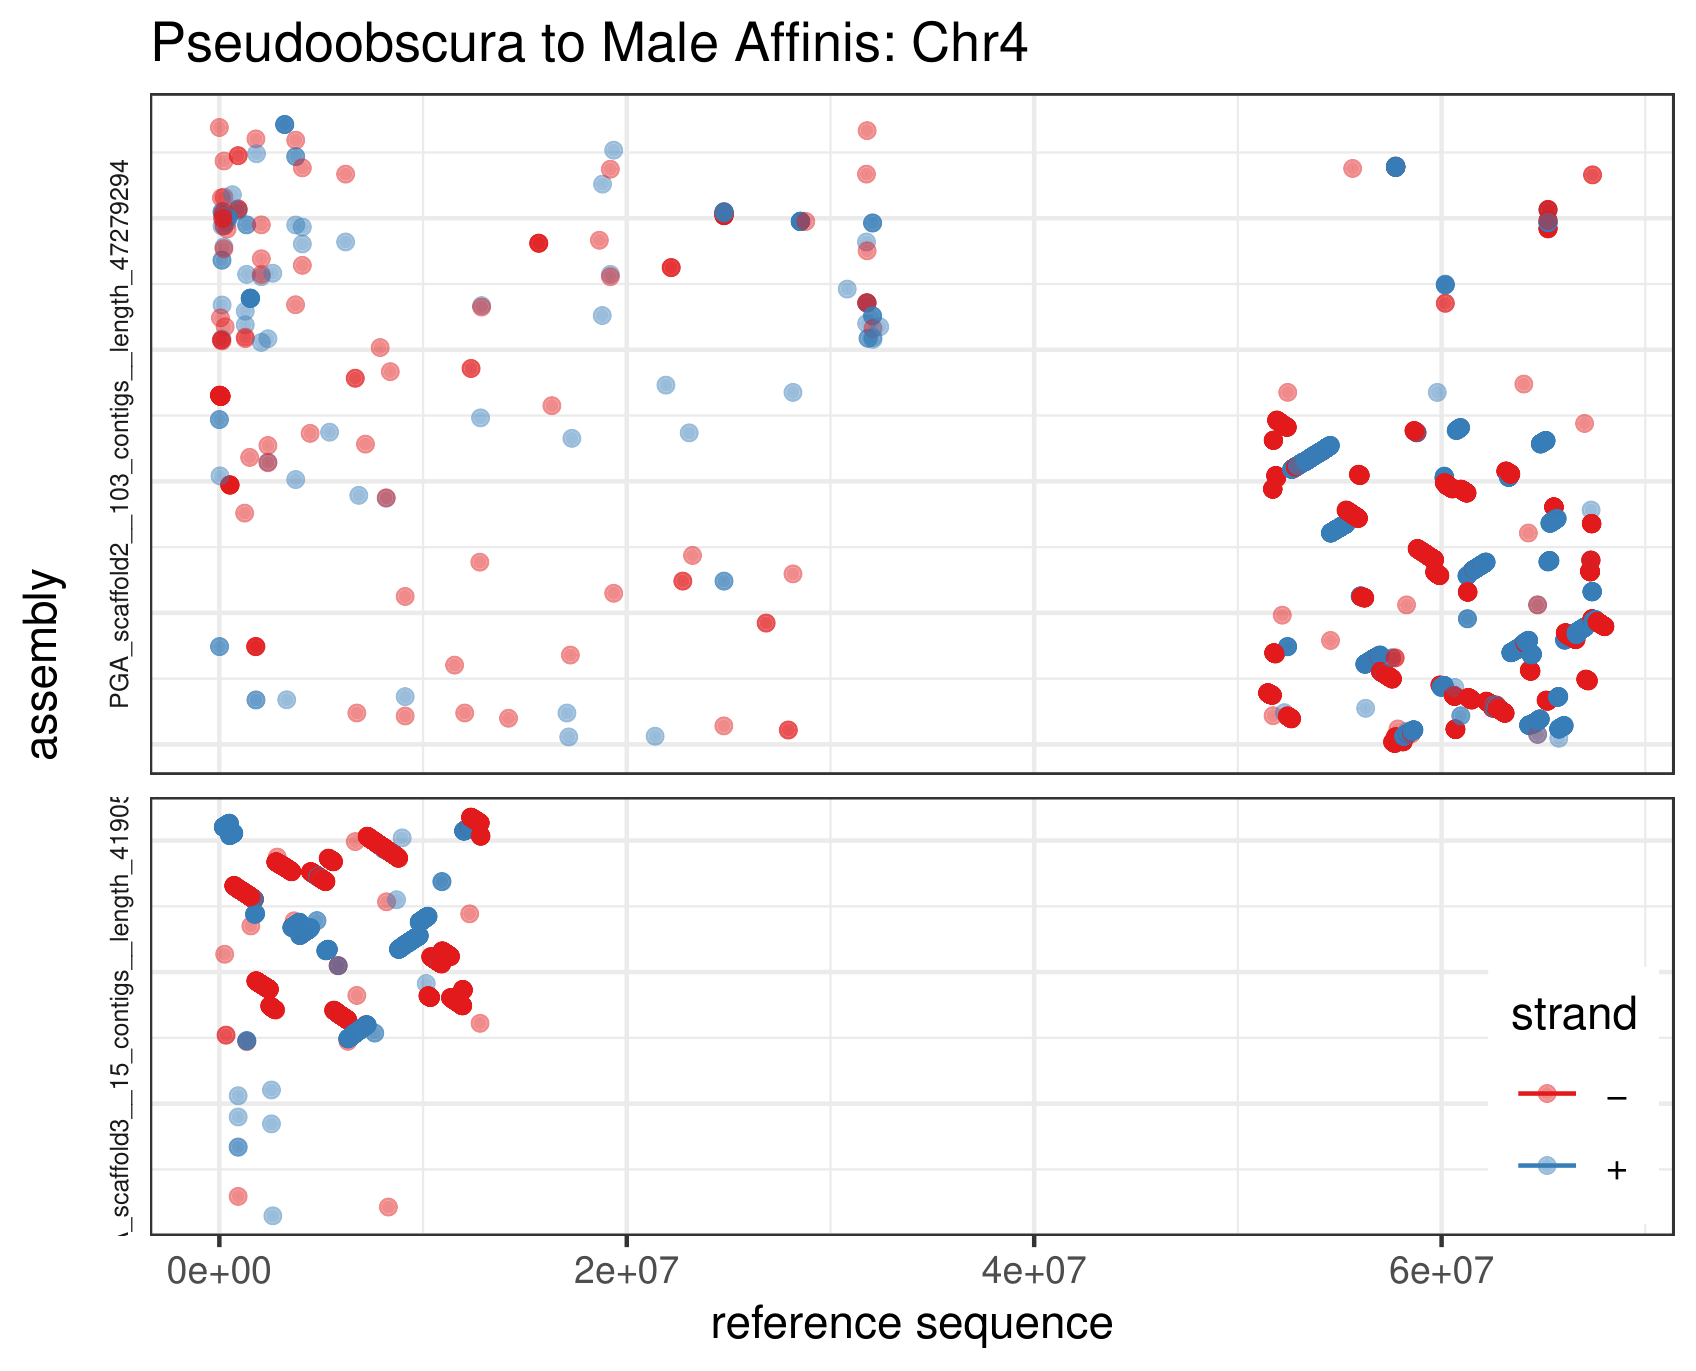 Pseudoobscura to Male Affinis: Chr4
assembly
PGA_scaffold2__103_contigs__length_47279294
_scaffold3__15_contigs__length_4190
strand
–
+
0e+00 2e+07 4e+07 6e+07
reference sequence